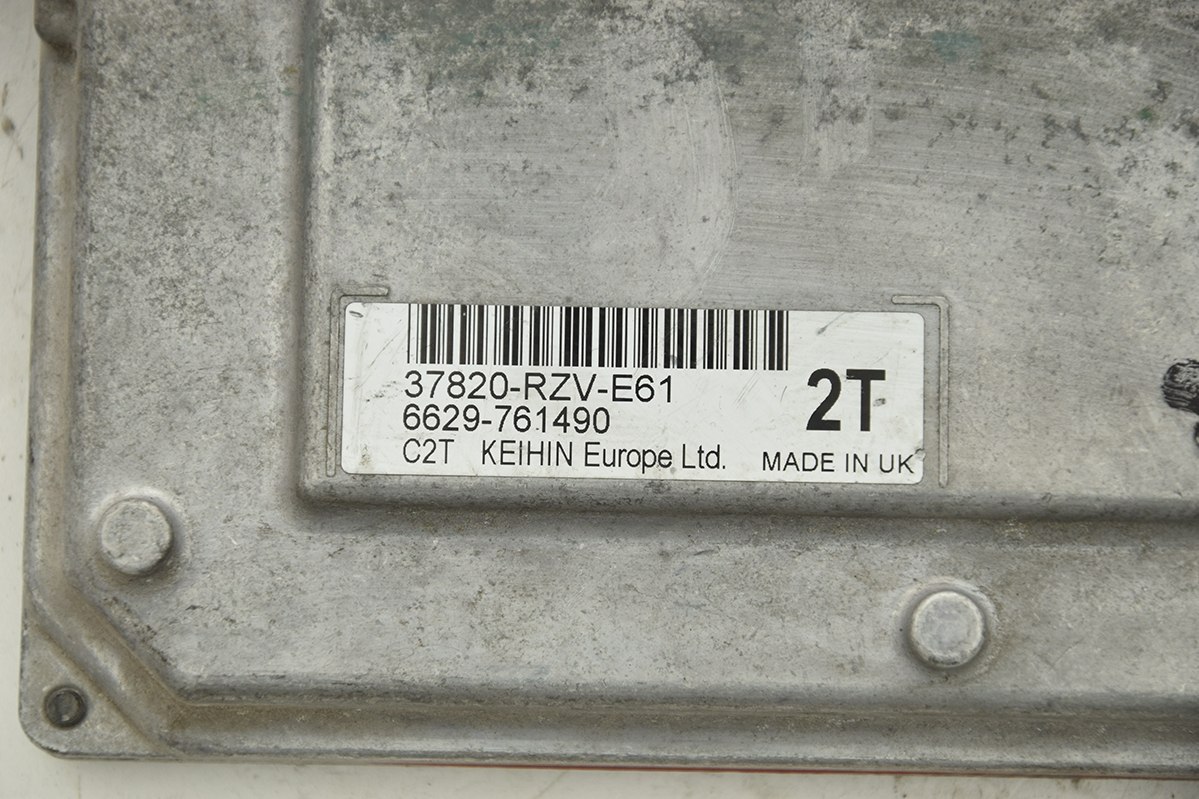 37820-RZV-E61
6629-761490
2T
C2T KEIHIN Europe Ltd. MADE IN UK